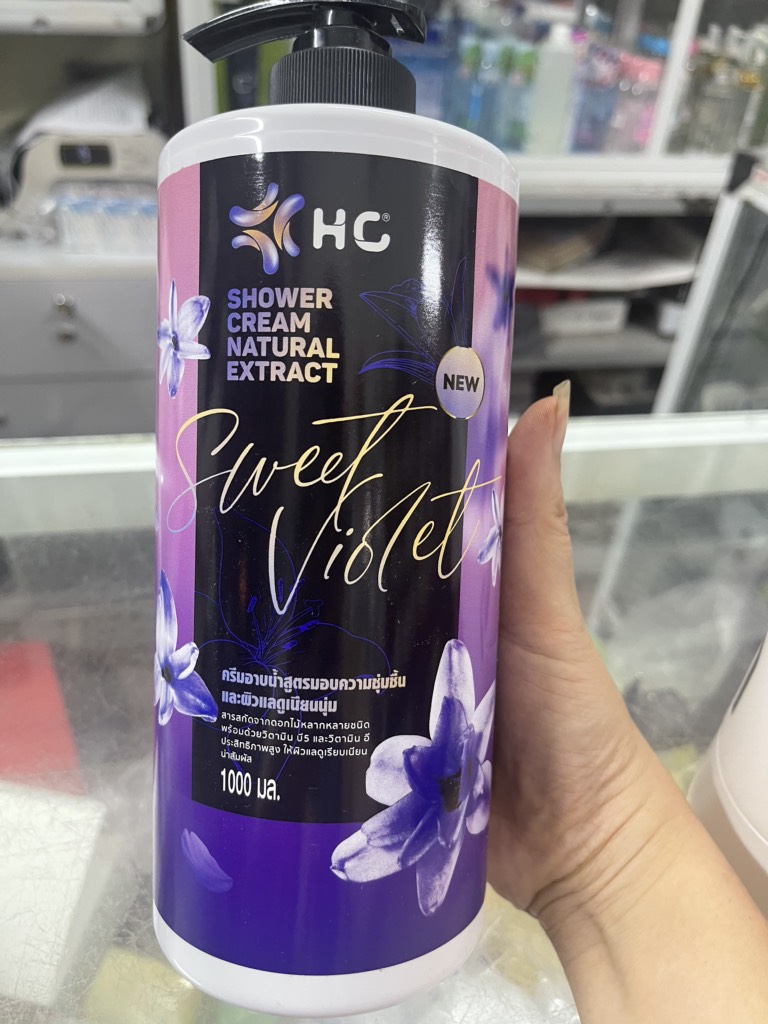 HC®
SHOWER
CREAM
NATURAL
EXTRACT
NEW
Sweet
Violet
ครีมอาบน้ำสูตรมอบความชุ่มชื้น
และผิวแลดูเนียนนุ่ม
สารสกัดจากดอกไม้หลากหลายชนิด
พร้อมด้วยวิตามิน บี5 และวิตามิน อี
ประสิทธิภาพสูง ให้ผิวแลดูเรียบเนียน
น่าสัมผัส
1000 มล.